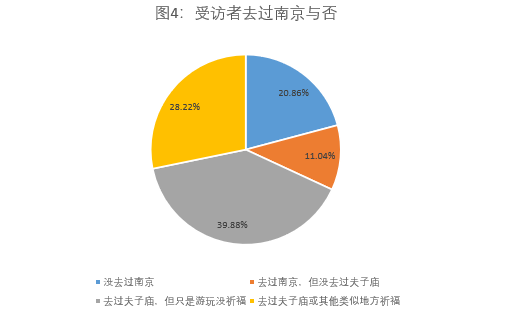 图4：受访者去过南京与否
20.86%
28.22%
11.04%
39.88%
没去过南京
去过南京，但没去过夫子庙
去过夫子庙，但只是游玩没祈福
去过夫子庙或其他类似地方祈福